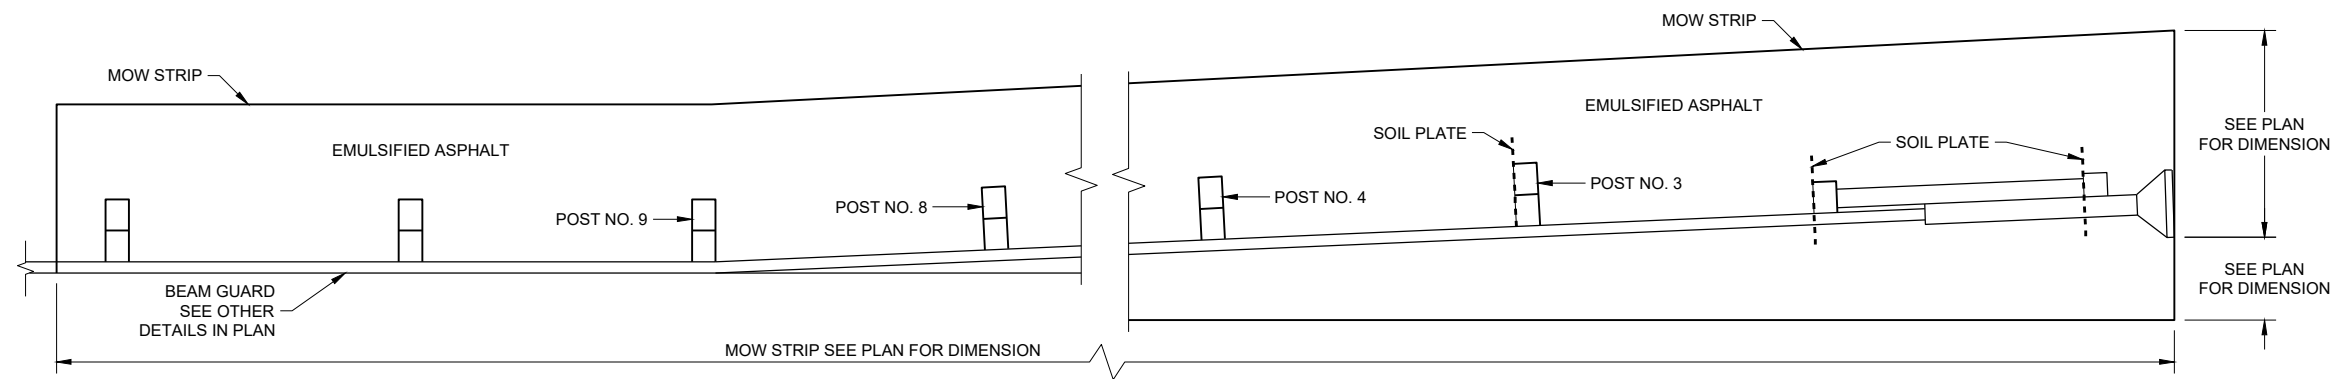 MOW STRIP
MOW STRIP
EMULSIFIED ASPHALT
SEE PLAN
FOR DIMENSION
SOIL PLATE
SOIL PLATE
EMULSIFIED ASPHALT
POST NO. 3
POST NO. 4
POST NO. 8
POST NO. 9
SEE PLAN
FOR DIMENSION
BEAM GUARD
SEE OTHER
DETAILS IN PLAN
MOW STRIP SEE PLAN FOR DIMENSION